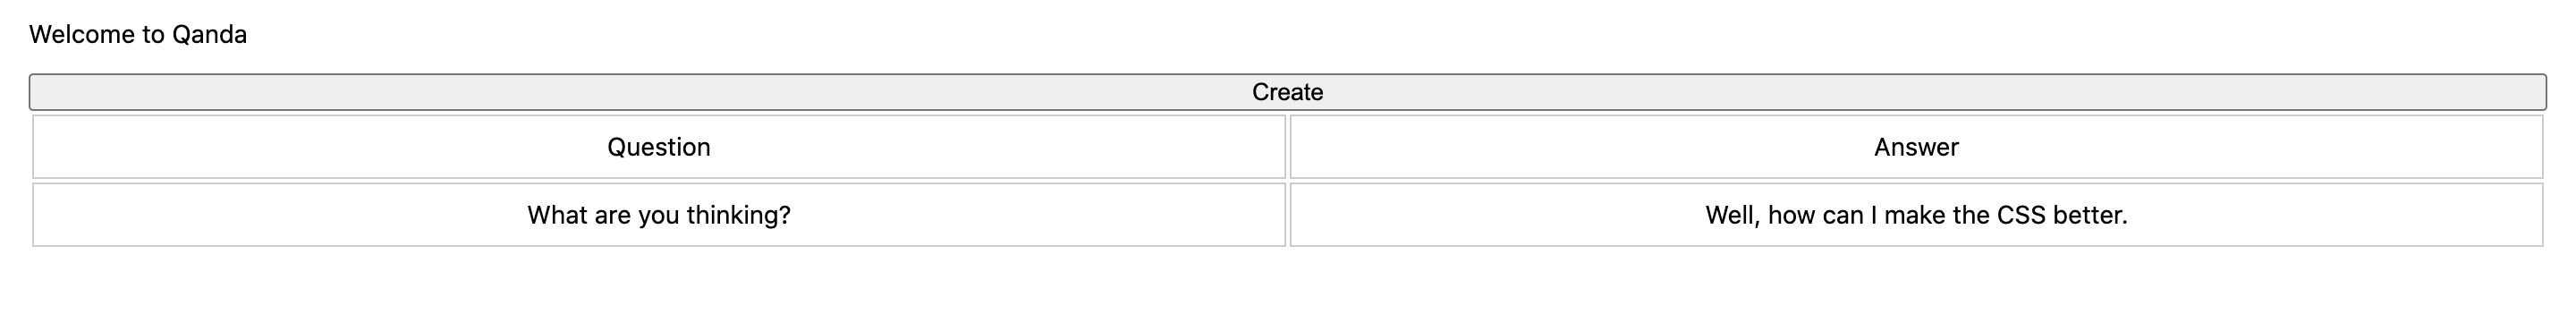 Welcome to Qanda
Create
Question Answer
What are you thinking? Well, how can I make the CSS better.